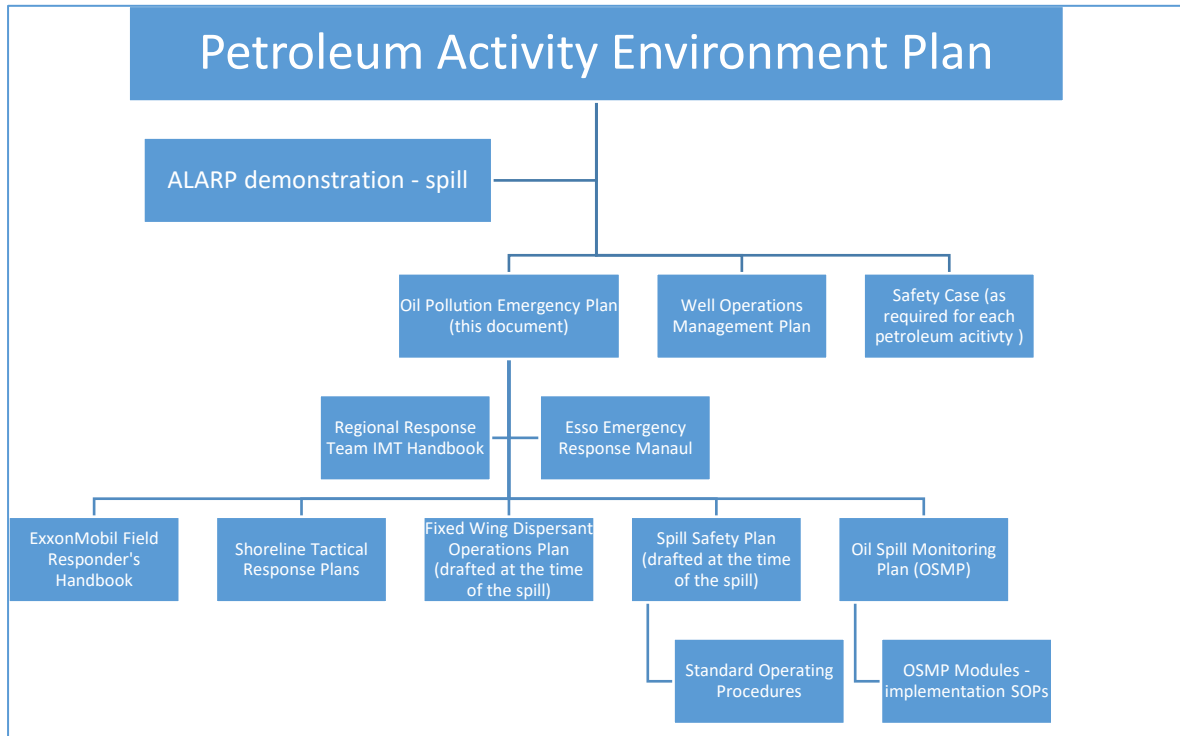 Petroleum Activity Environment Plan
ALARP demonstration - spill
Oil Pollution Emergency Plan
(this document)
Well Operations
Management Plan
Safety Case (as
required for each
petroleum acitivty )
Regional Response
Team IMT Handbook
Esso Emergency
Response Manaul
ExxonMobil Field
Responder's
Handbook
Shoreline Tactical
Response Plans
Fixed Wing Dispersant
Operations Plan
(drafted at the time
of the spill)
Spill Safety Plan
(drafted at the time
of the spill)
Oil Spill Monitoring
Plan (OSMP)
Standard Operating
Procedures
OSMP Modules -
implementation SOPs